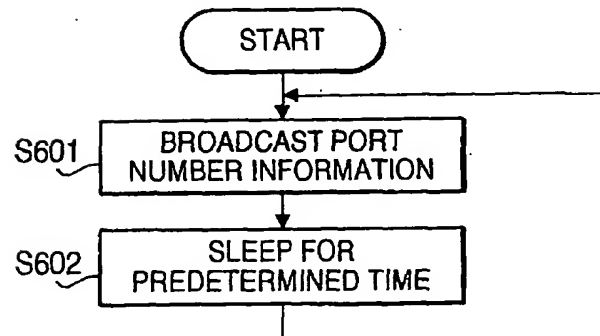 START
S601
BROADCAST PORT
NUMBER INFORMATION
S602
SLEEP FOR
PREDETERMINED TIME